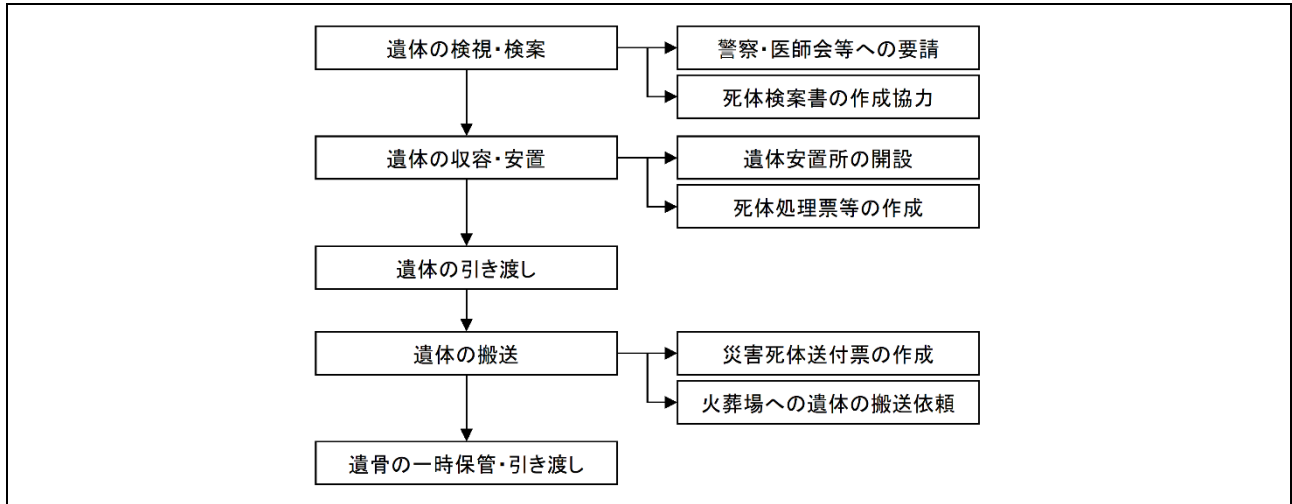 遺体の検視・検案
警察・医師会等への要請
死体検案書の作成協力
遺体の収容・安置
遺体安置所の開設
死体処理票等の作成
遺体の引き渡し
遺体の搬送
災害死体送付票の作成
火葬場への遺体の搬送依頼
遺骨の一時保管・引き渡し